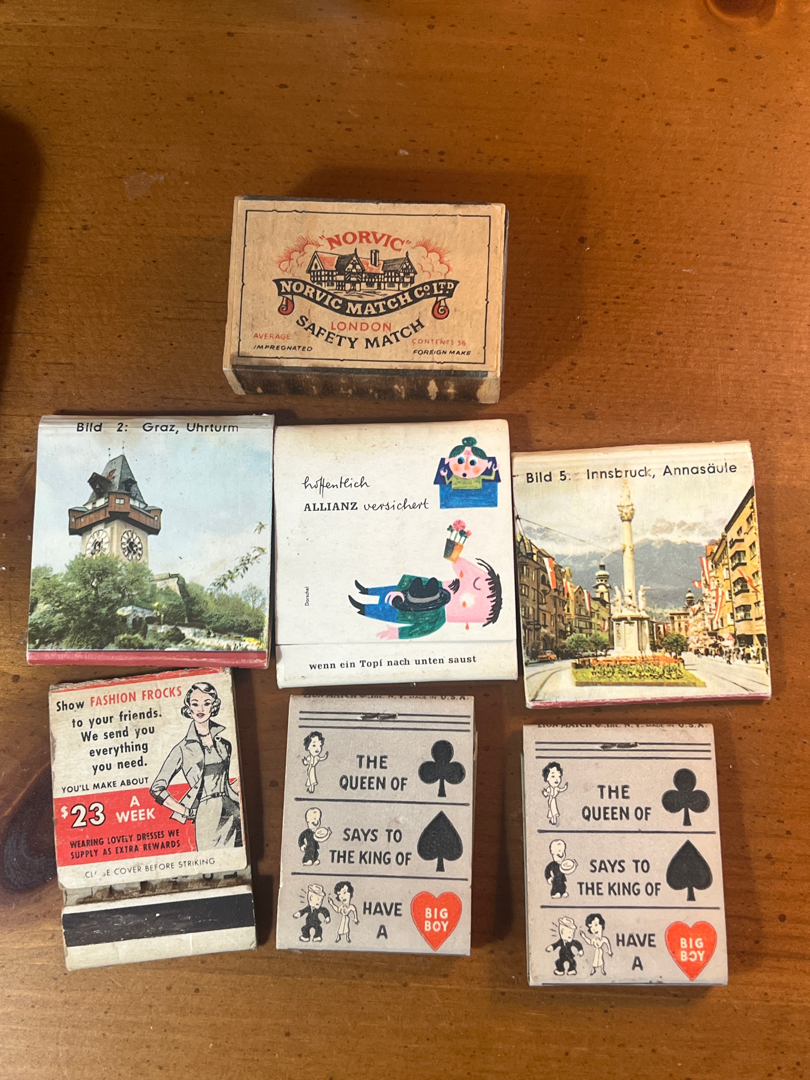 "NORVIC"
NORVIC MATCH Co LTD
LONDON
SAFETY MATCH
AVERAGE CONTENTS 36
IMPREGNATED FOREIGN MAKE
Bild 2: Graz, Uhrturm
hoffentlich
ALLIANZ versichert
Dorschel
wenn ein Topf nach unten saust
Bild 5: Innsbruck, Annasäule
Show FASHION FROCKS
to your friends.
We send you
everything
you need.
YOU'LL MAKE ABOUT
$23 A WEEK
WEARING LOVELY DRESSES WE
SUPPLY AS EXTRA REWARDS
COVER BEFORE STRIKING
MADE IN U.S.A.
THE
QUEEN OF
SAYS TO
THE KING OF
HAVE
A
BIG
BOY
THE
QUEEN OF
SAYS TO
THE KING OF
HAVE
A
BIG
BOY